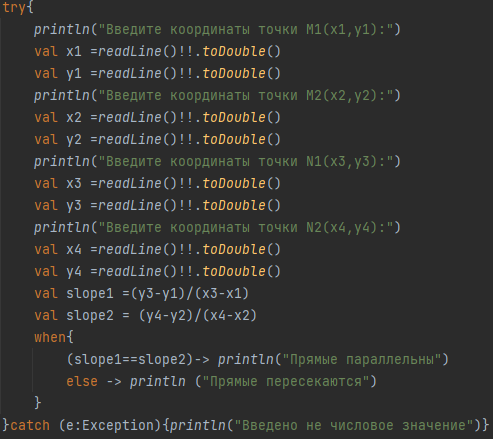 try{
println("Введите координаты точки M1(x1,y1):")
val x1 =readLine()!!.toDouble()
val y1 =readLine()!!.toDouble()
println("Введите координаты точки M2(x2,y2):")
val x2 =readLine()!!.toDouble()
val y2 =readLine()!!.toDouble()
println("Введите координаты точки N1(x3,y3):")
val x3 =readLine()!!.toDouble()
val y3 =readLine()!!.toDouble()
println("Введите координаты точки N2(x4,y4):")
val x4 =readLine()!!.toDouble()
val y4 =readLine()!!.toDouble()
val slope1 =(y3-y1)/(x3-x1)
val slope2 = (y4-y2)/(x4-x2)
when{
(slope1==slope2)-> println("Прямые параллельны")
else -> println ("Прямые пересекаются")
}
}catch (e:Exception){println("Введено не числовое значение")}